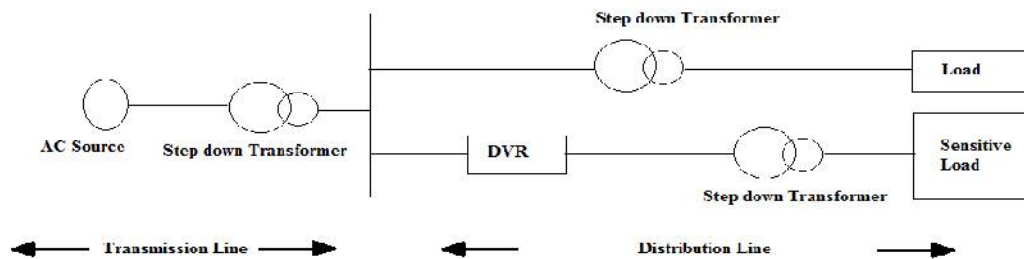 Step down Transformer
Load
AC Source
Step down Transformer
DVR
Sensitive
Load
Step down Transformer
Transmission Line
Distribution Line